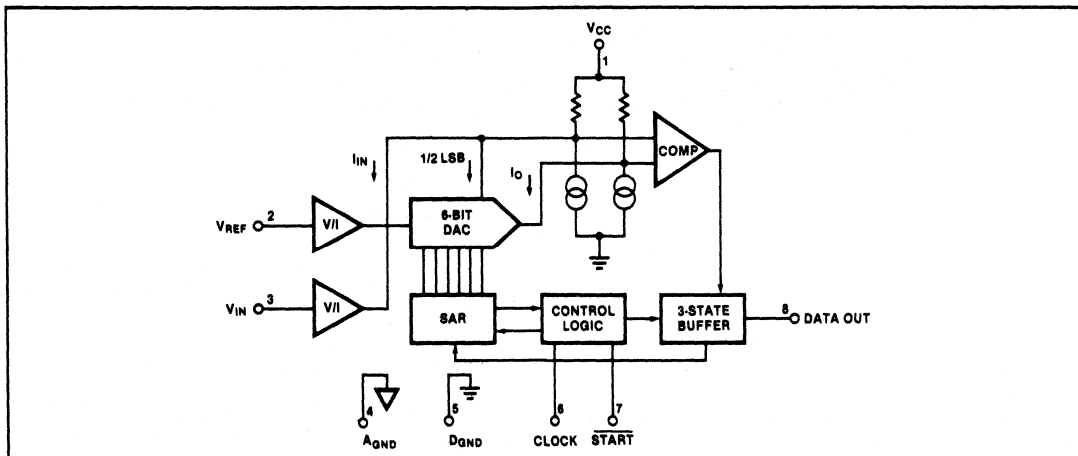 VCC
1
COMP
IIN
1/2 LSB
IO
6-BIT
DAC
VREF
2
V/I
VIN
3
V/I
SAR
CONTROL
LOGIC
3-STATE
BUFFER
8
DATA OUT
4
AGND
5
DGND
6
CLOCK
7
START